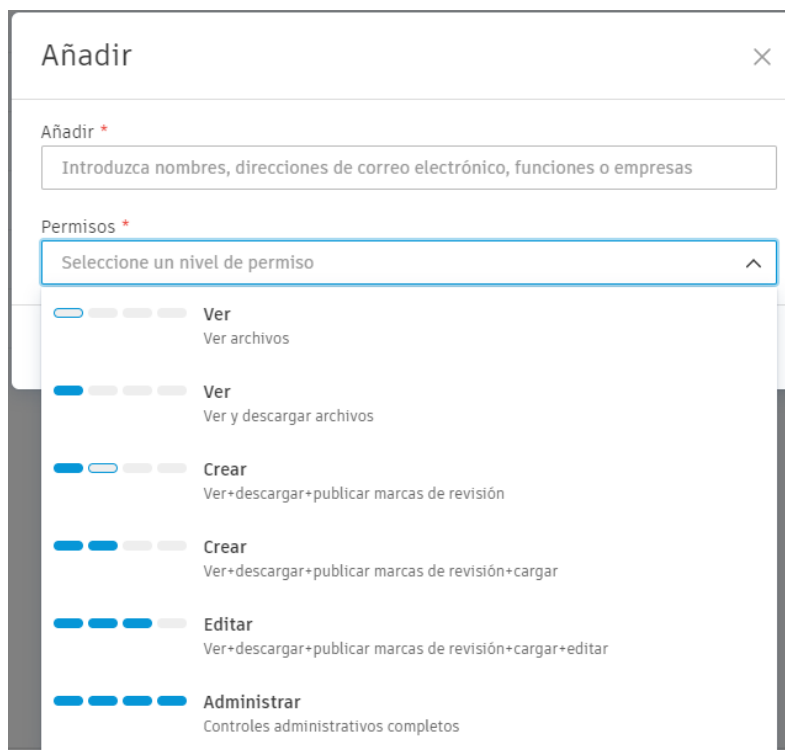 Añadir
Añadir *
Introduzca nombres, direcciones de correo electrónico, funciones o empresas
Permisos *
Seleccione un nivel de permiso
Ver
Ver archivos
Ver
Ver y descargar archivos
Crear
Ver+descargar+publicar marcas de revisión
Crear
Ver+descargar+publicar marcas de revisión+cargar
Editar
Ver+descargar+publicar marcas de revisión+cargar+editar
Administrar
Controles administrativos completos